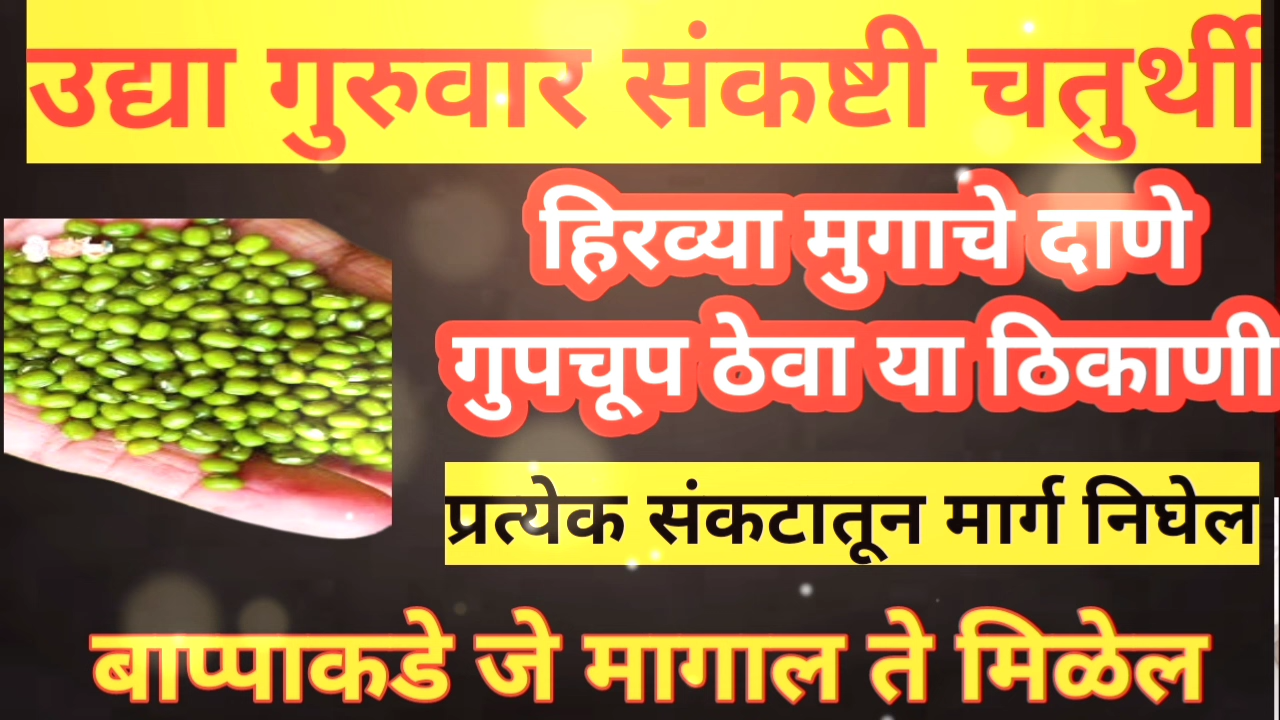 उद्या गुरुवार संकष्टी चतुर्थी
हिरव्या मुगाचे दाणे
गुपचूप ठेवा या ठिकाणी
प्रत्येक संकटातून मार्ग निघेल
बाप्पाकडे जे मागाल ते मिळेल